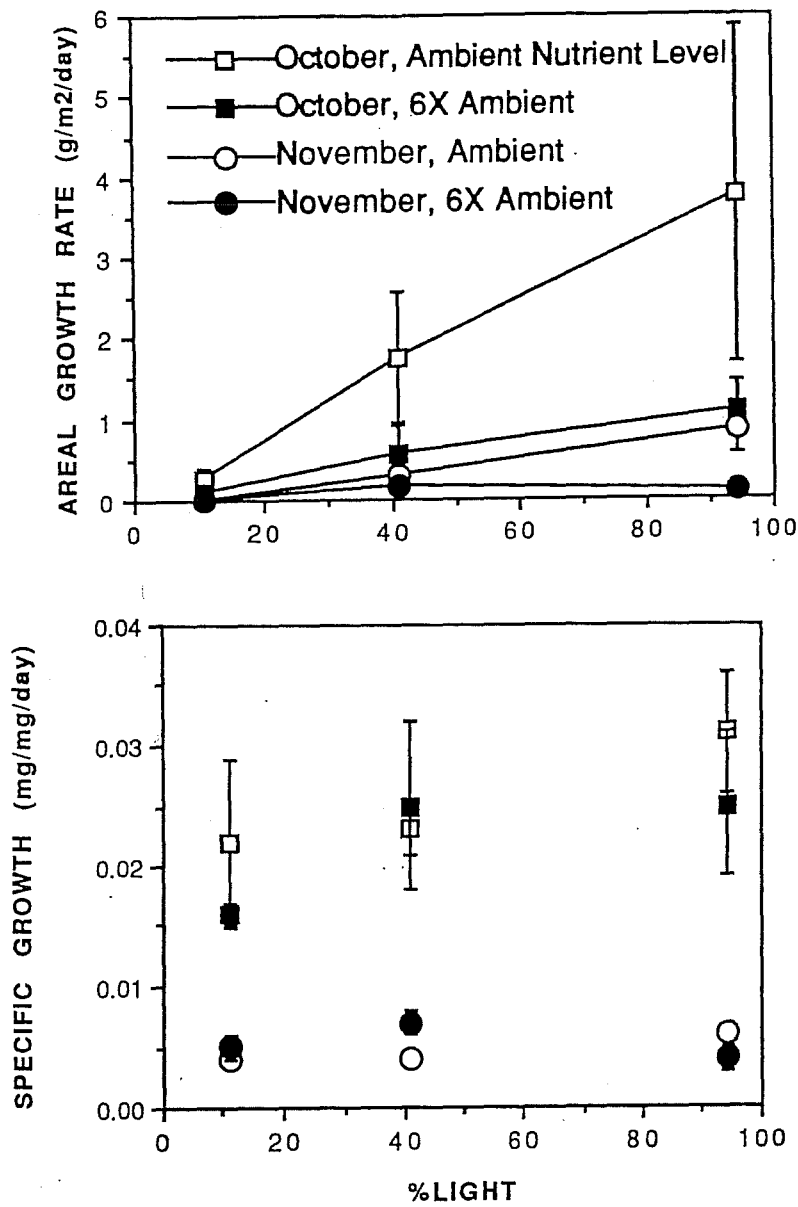 6
October, Ambient Nutrient Level
5
October, 6X Ambient
November, Ambient
4
November, 6X Ambient
3
2
1
0
AREAL GROWTH RATE (g/m2/day)
0 20 40 60 80 100
0.04
0.03
0.02
0.01
0.00
SPECIFIC GROWTH (mg/mg/day)
0 20 40 60 80 100
%LIGHT